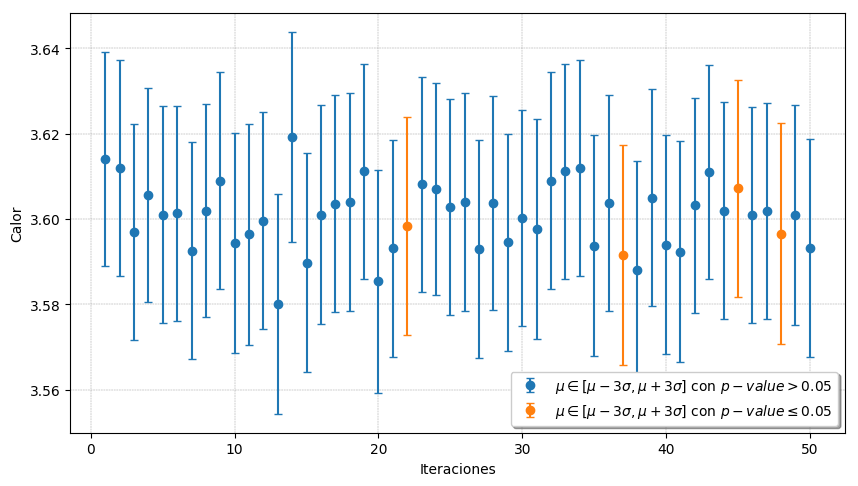 3.64
3.62
3.60
3.58
3.56
Calor
0 10 20 30 40 50
Iteraciones
μ ∈ [μ − 3σ, μ + 3σ] con p − value > 0.05
μ ∈ [μ − 3σ, μ + 3σ] con p − value ≤ 0.05